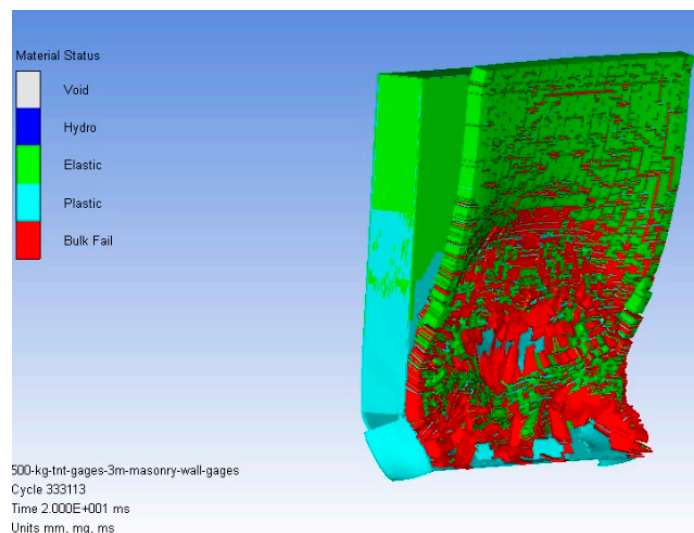 Material Status
Void
Hydro
Elastic
Plastic
Bulk Fail
500-kg-tnt-gages-3m-masonry-wall-gages
Cycle 333113
Time 2.000E+001 ms
Units mm, mg, ms